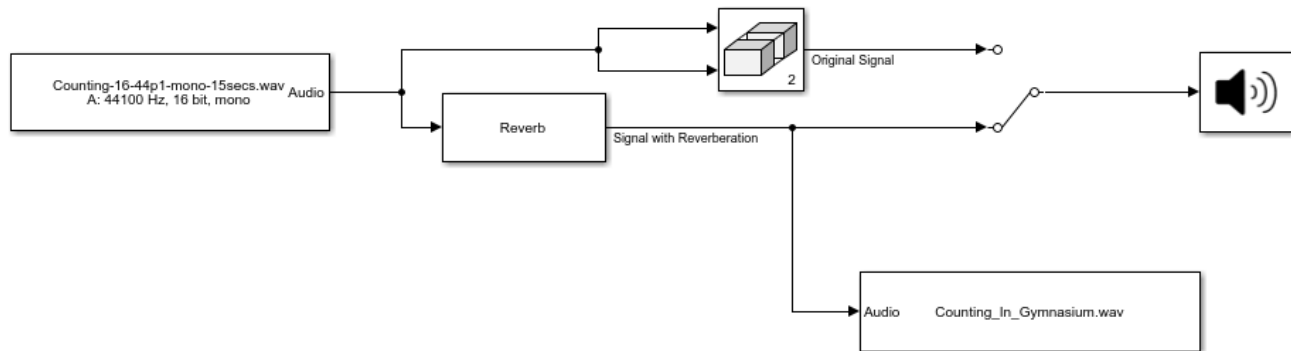 Counting-16-44p1-mono-15secs.wav
A: 44100 Hz, 16 bit, mono
Audio
2
Original Signal
Reverb
Signal with Reverberation
Audio
Counting_In_Gymnasium.wav